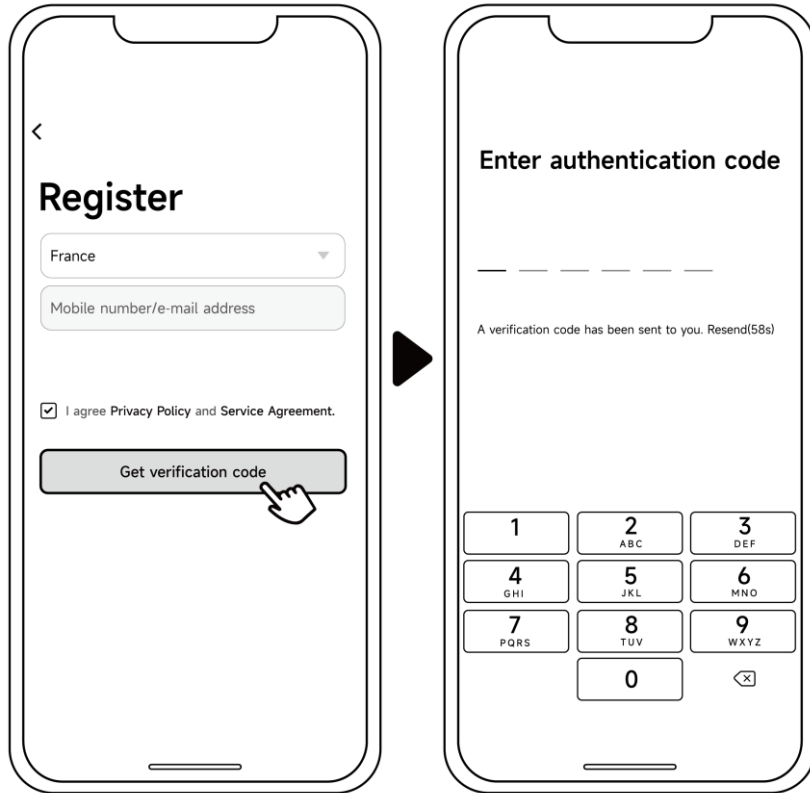 Register
France
Mobile number/e-mail address
I agree Privacy Policy and Service Agreement.
Get verification code
Enter authentication code
A verification code has been sent to you. Resend(58s)
1 2 3
ABC DEF
4 5 6
GHI JKL MNO
7 8 9
PQRS TUV WXYZ
0